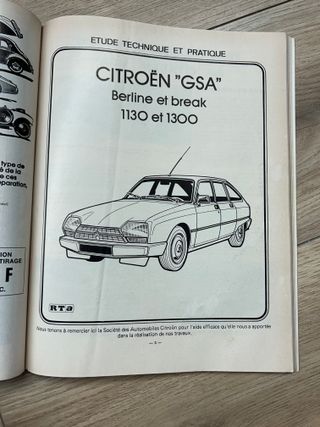 ETUDE TECHNIQUE ET PRATIQUE
CITROËN "GSA"
Berline et break
1130 et 1300
RTa
Nous tenons à remercier ici la Société des Automobiles Citroën pour l'aide efficace qu'elle nous a apportée
dans la réalisation de nos travaux.
— 5 —
type de
é de la
e ces
paration.
ION
TIRAGE
F
C.